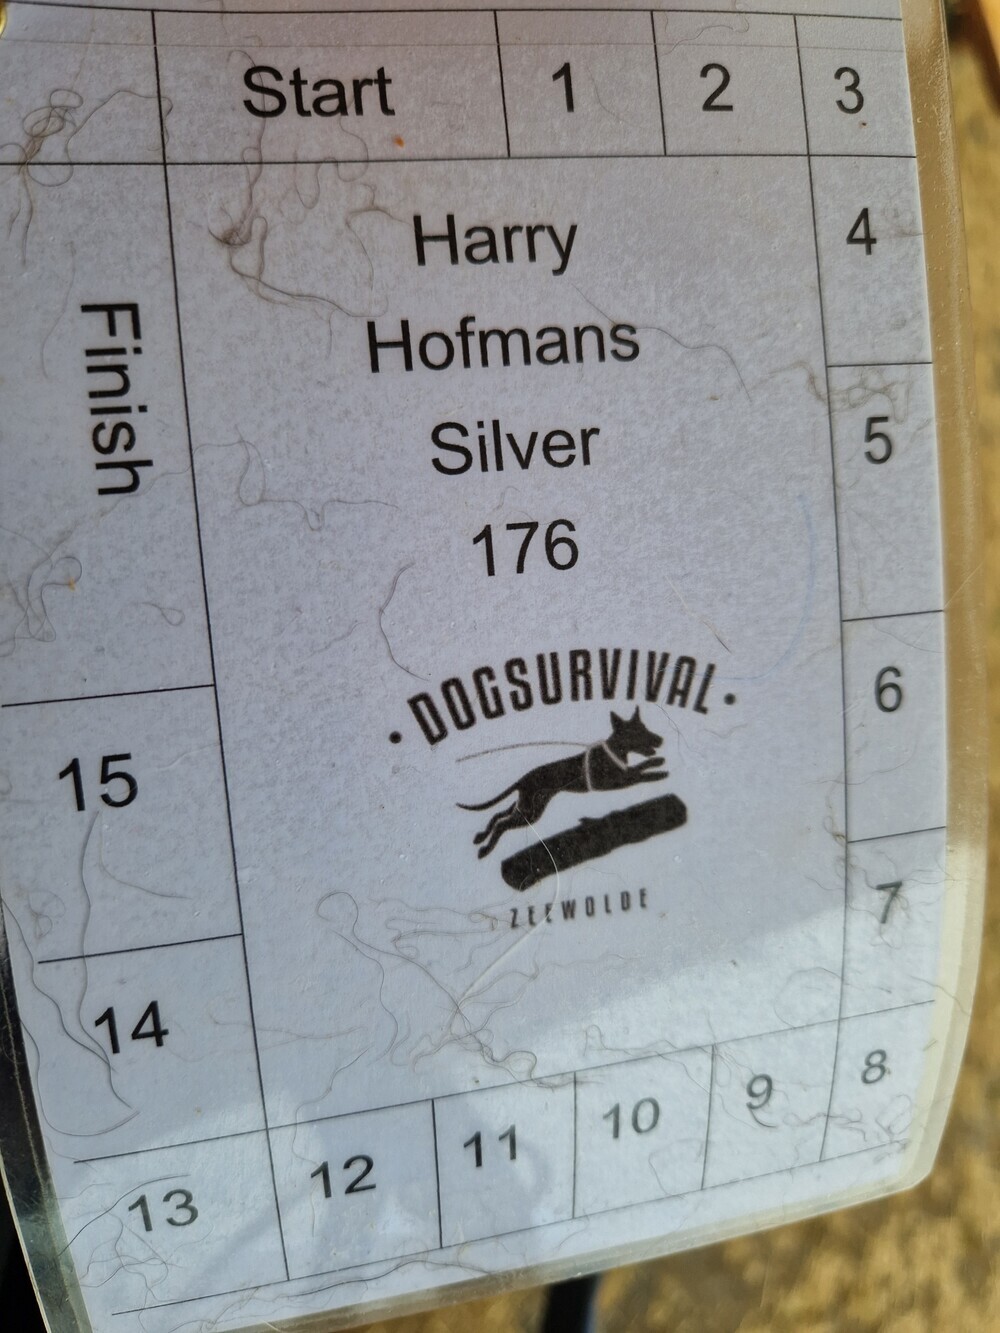 Start 1 2 3
4
5
6
7
8
9
10
11
12
13
14
15
Finish
Harry
Hofmans
Silver
176
• DOGSURVIVAL •
ZEEWOLDE